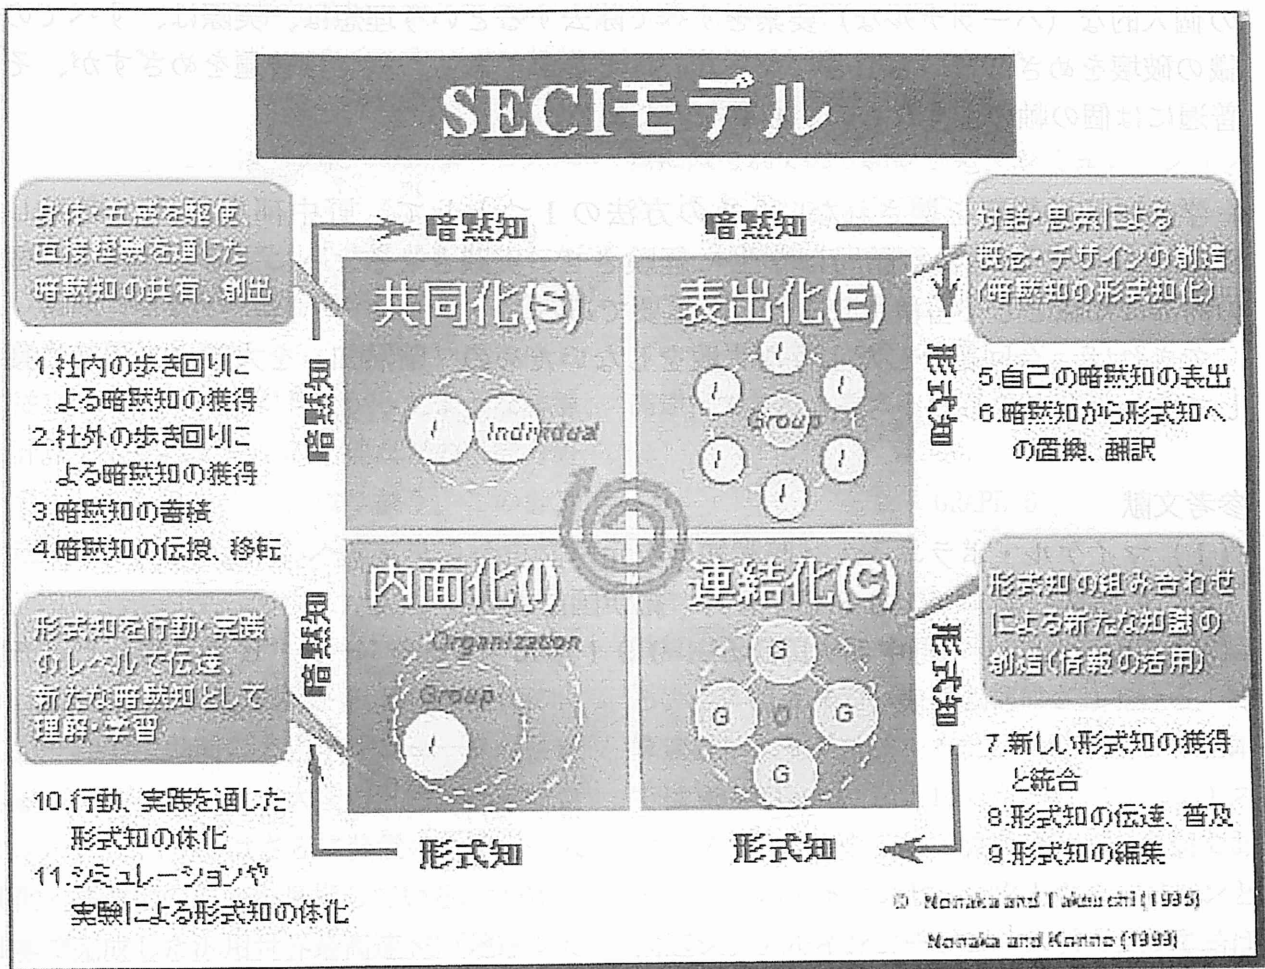 SECIモデル
身体・五感を駆使
直接経験を通じた
暗黙知の共有、創出
暗黙知
暗黙知
対話・思索による
概念・デザインの創造
(暗黙知の形式知化)
共同化(S)
表出化(E)
暗黙知
形式知
1.社内の歩き回りに
よる暗黙知の獲得
2.社外の歩き回りに
よる暗黙知の獲得
3.暗黙知の蓄積
4.暗黙知の伝授、移転
I
Individual
I
I
I
Group
I
I
I
5.自己の暗黙知の表出
6.暗黙知から形式知へ
の置換、翻訳
参考文献
内面化(I)
連結化(C)
暗黙知
形式知
形式知を行動・実践
のレベルで伝達、
新たな暗黙知として
理解・学習
Organization
Group
I
G
G
O
G
G
形式知の組み合わせ
による新たな知識の
創造(情報の活用)
10.行動、実践を通じた
形式知の体化
11.シミュレーションや
実験による形式知の体化
形式知
形式知
7.新しい形式知の獲得
と統合
8.形式知の伝達、普及
9.形式知の編集
© Nonaka and Takeuchi (1995)
Nonaka and Konno (1999)